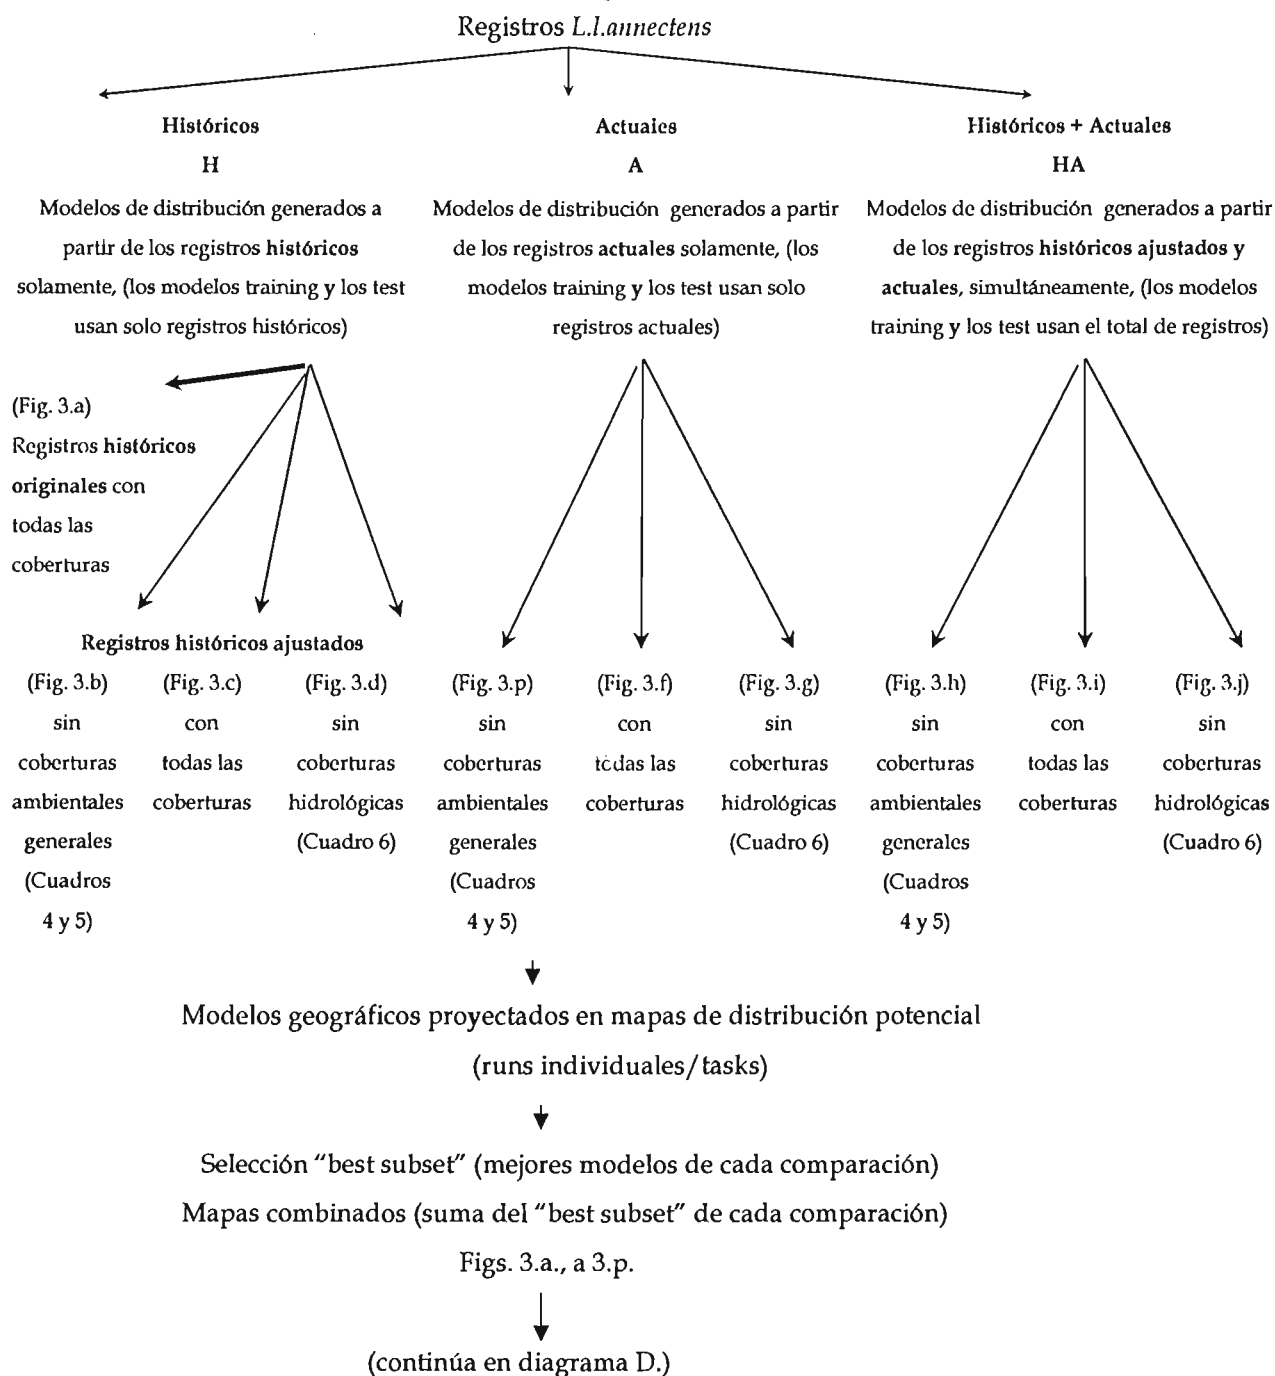 Registros L.l.annectens
Históricos
H
Modelos de distribución generados a
partir de los registros históricos
solamente, (los modelos training y los test
usan solo registros históricos)
Actuales
A
Modelos de distribución generados a partir
de los registros actuales solamente, (los
modelos training y los test usan solo
registros actuales)
Históricos + Actuales
HA
Modelos de distribución generados a partir
de los registros históricos ajustados y
actuales, simultáneamente, (los modelos
training y los test usan el total de registros)
(Fig. 3.a)
Registros históricos
originales con
todas las
coberturas
Registros históricos ajustados
(Fig. 3.b)
sin
coberturas
ambientales
generales
(Cuadros
4 y 5)
(Fig. 3.c)
con
todas las
coberturas
(Fig. 3.d)
sin
coberturas
hidrológicas
(Cuadro 6)
(Fig. 3.p)
sin
coberturas
ambientales
generales
(Cuadros
4 y 5)
(Fig. 3.f)
con
todas las
coberturas
(Fig. 3.g)
sin
coberturas
hidrológicas
(Cuadro 6)
(Fig. 3.h)
sin
coberturas
ambientales
generales
(Cuadros
4 y 5)
(Fig. 3.i)
con
todas las
coberturas
(Fig. 3.j)
sin
coberturas
hidrológicas
(Cuadro 6)
Modelos geográficos proyectados en mapas de distribución potencial
(runs individuales/tasks)
Selección "best subset" (mejores modelos de cada comparación)
Mapas combinados (suma del "best subset" de cada comparación)
Figs. 3.a., a 3.p.
(continúa en diagrama D.)